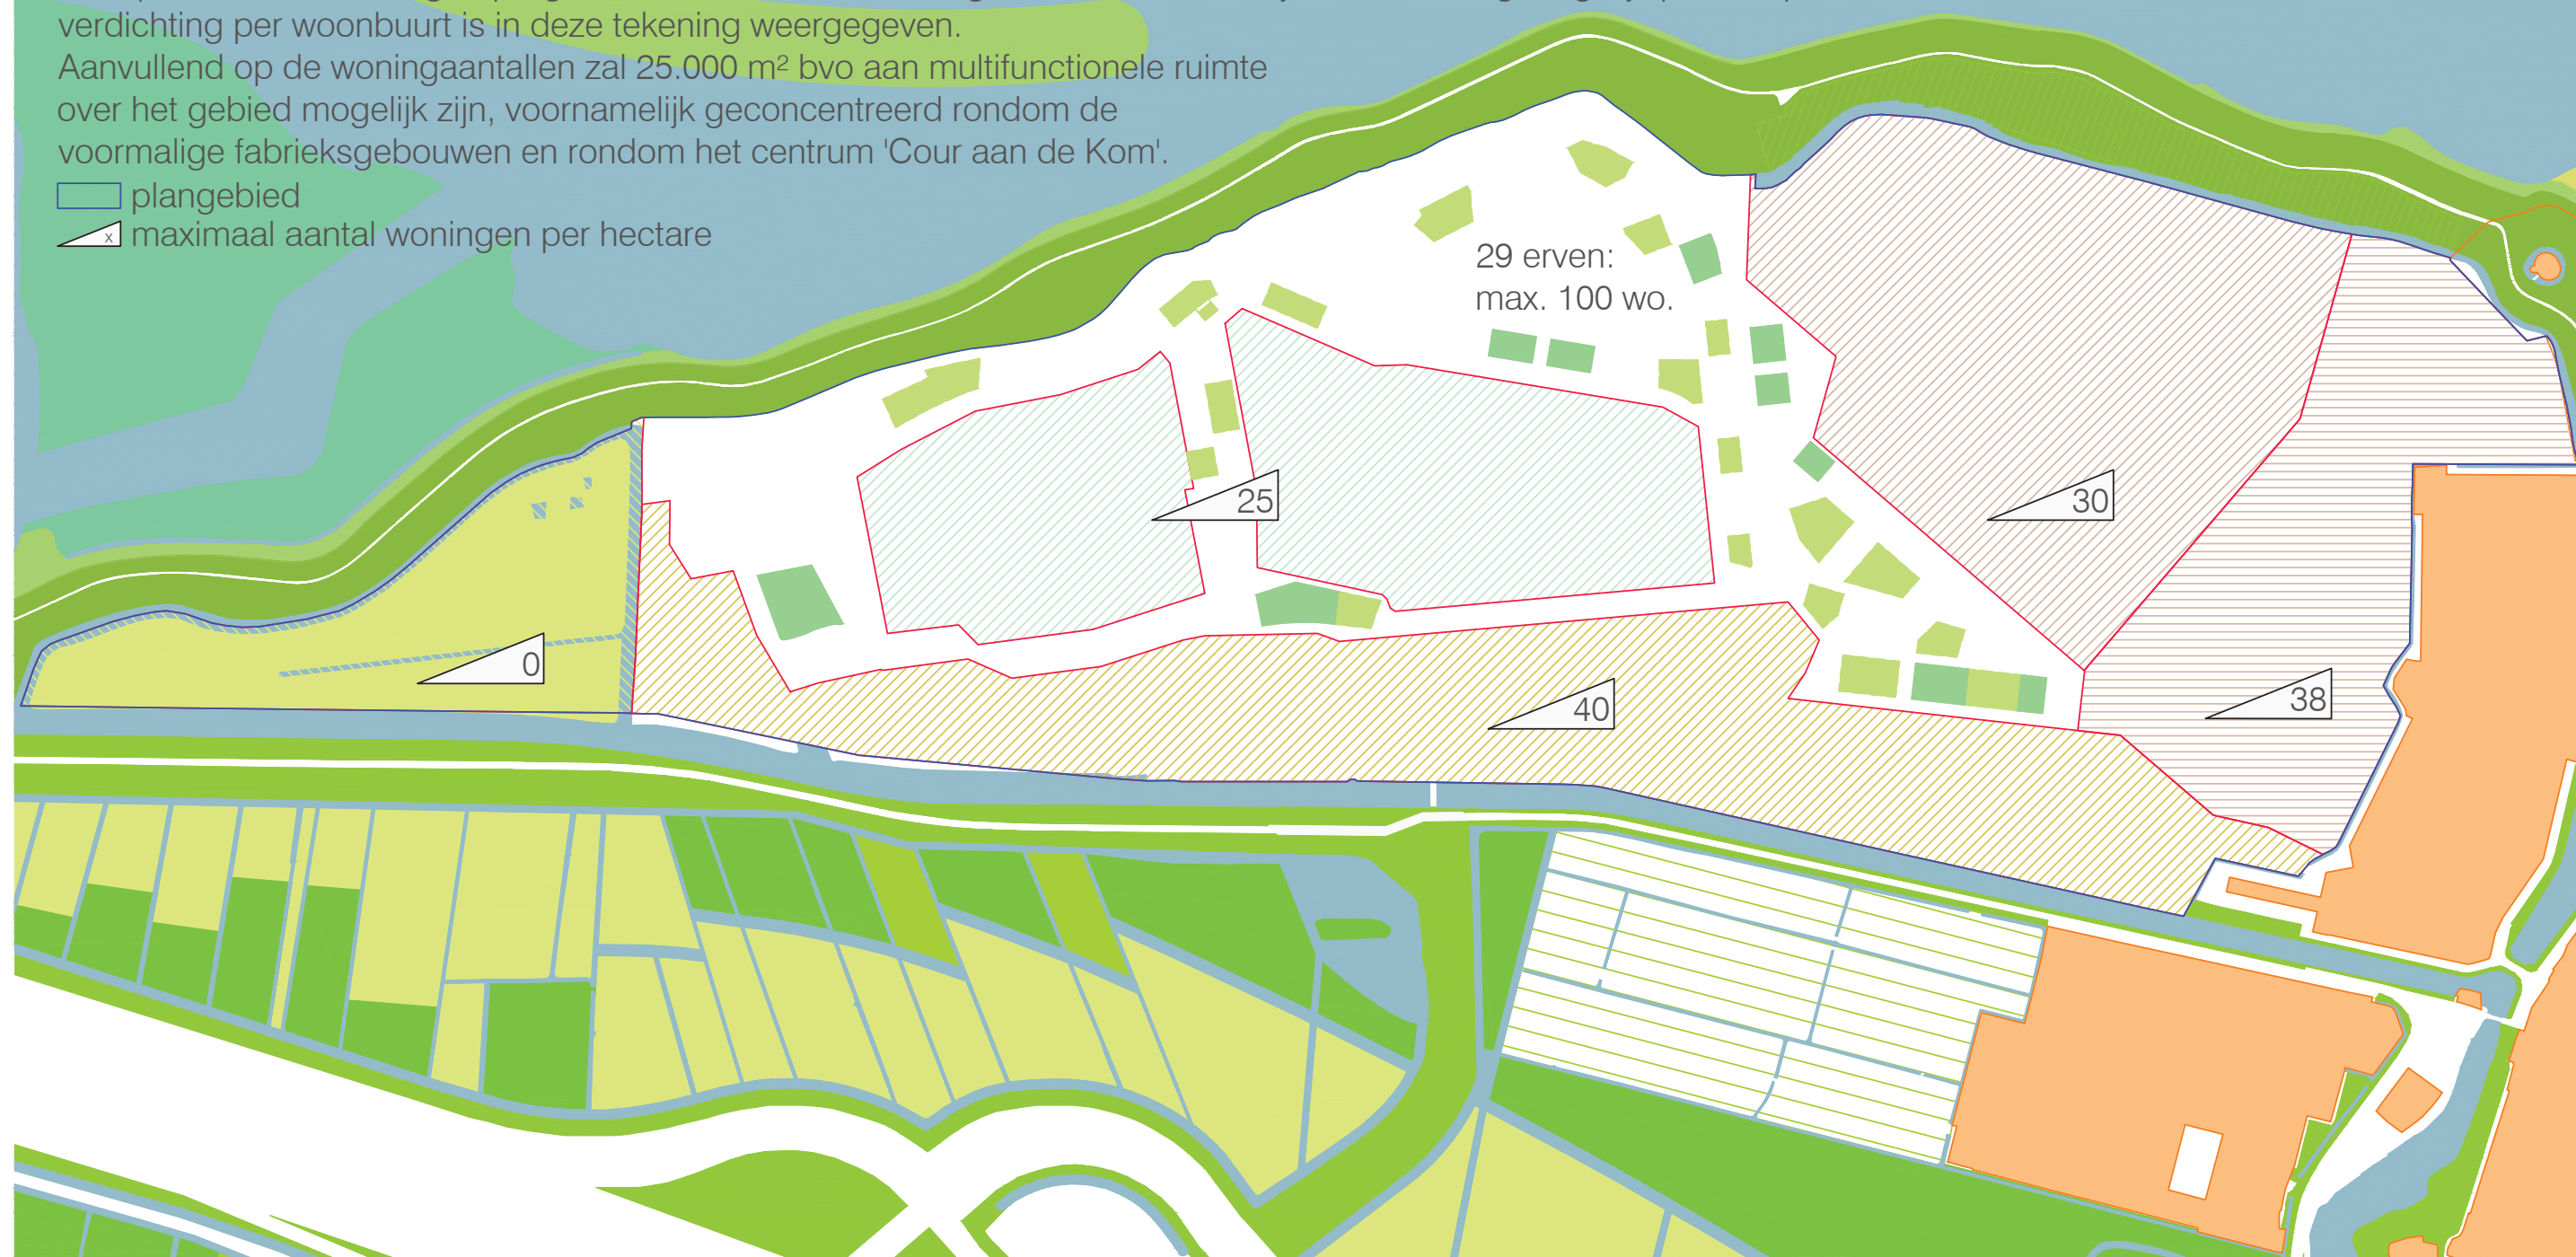 verdichting per woonbuurt is in deze tekening weergegeven.
Aanvullend op de woningaantallen zal 25.000 m² bvo aan multifunctionele ruimte
over het gebied mogelijk zijn, voornamelijk geconcentreerd rondom de
voormalige fabrieksgebouwen en rondom het centrum 'Cour aan de Kom'.
plangebied
x maximaal aantal woningen per hectare
29 erven:
max. 100 wo.
25
30
0
40
38